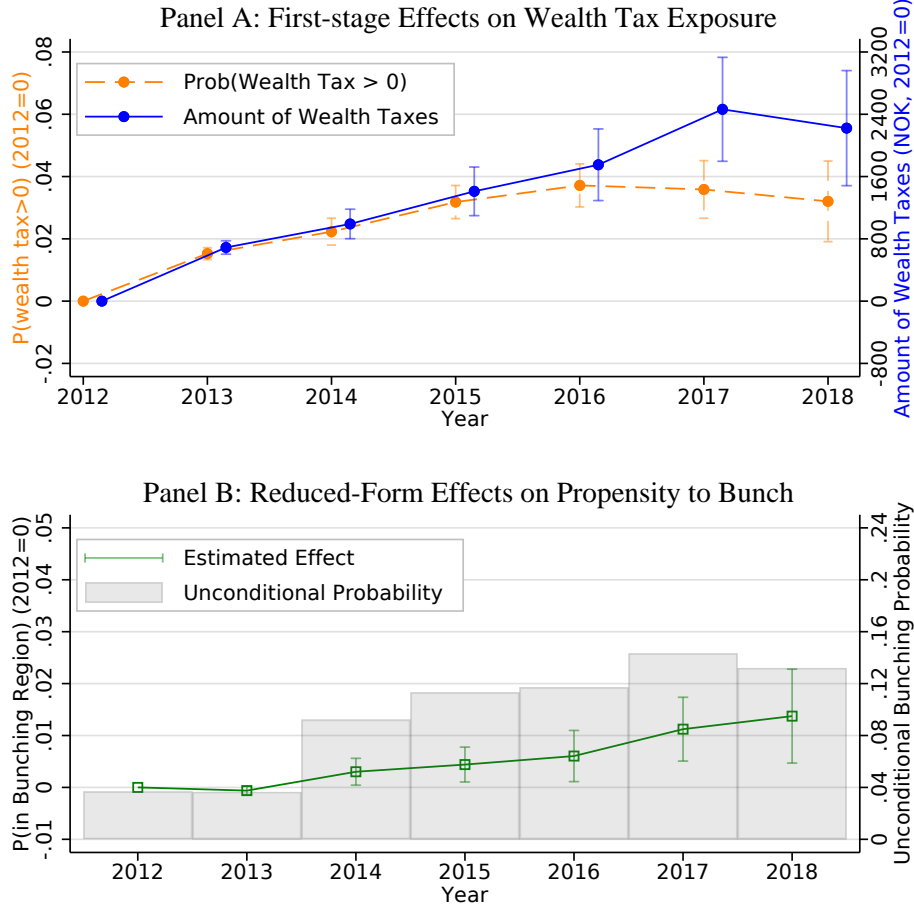 Panel A: First-stage Effects on Wealth Tax Exposure
P(wealth tax>0) (2012=0)
.08
.06
.04
.02
0
-.02
Prob(Wealth Tax > 0)
Amount of Wealth Taxes
3200
2400
1600
800
0
-800
Amount of Wealth Taxes (NOK, 2012=0)
2012 2013 2014 2015 2016 2017 2018
Year
Panel B: Reduced-Form Effects on Propensity to Bunch
P(in Bunching Region) (2012=0)
.05
.04
.03
.02
.01
0
-.01
Estimated Effect
Unconditional Probability
.24
.2
.16
.12
.08
.04
0
Unconditional Bunching Probability
2012 2013 2014 2015 2016 2017 2018
Year